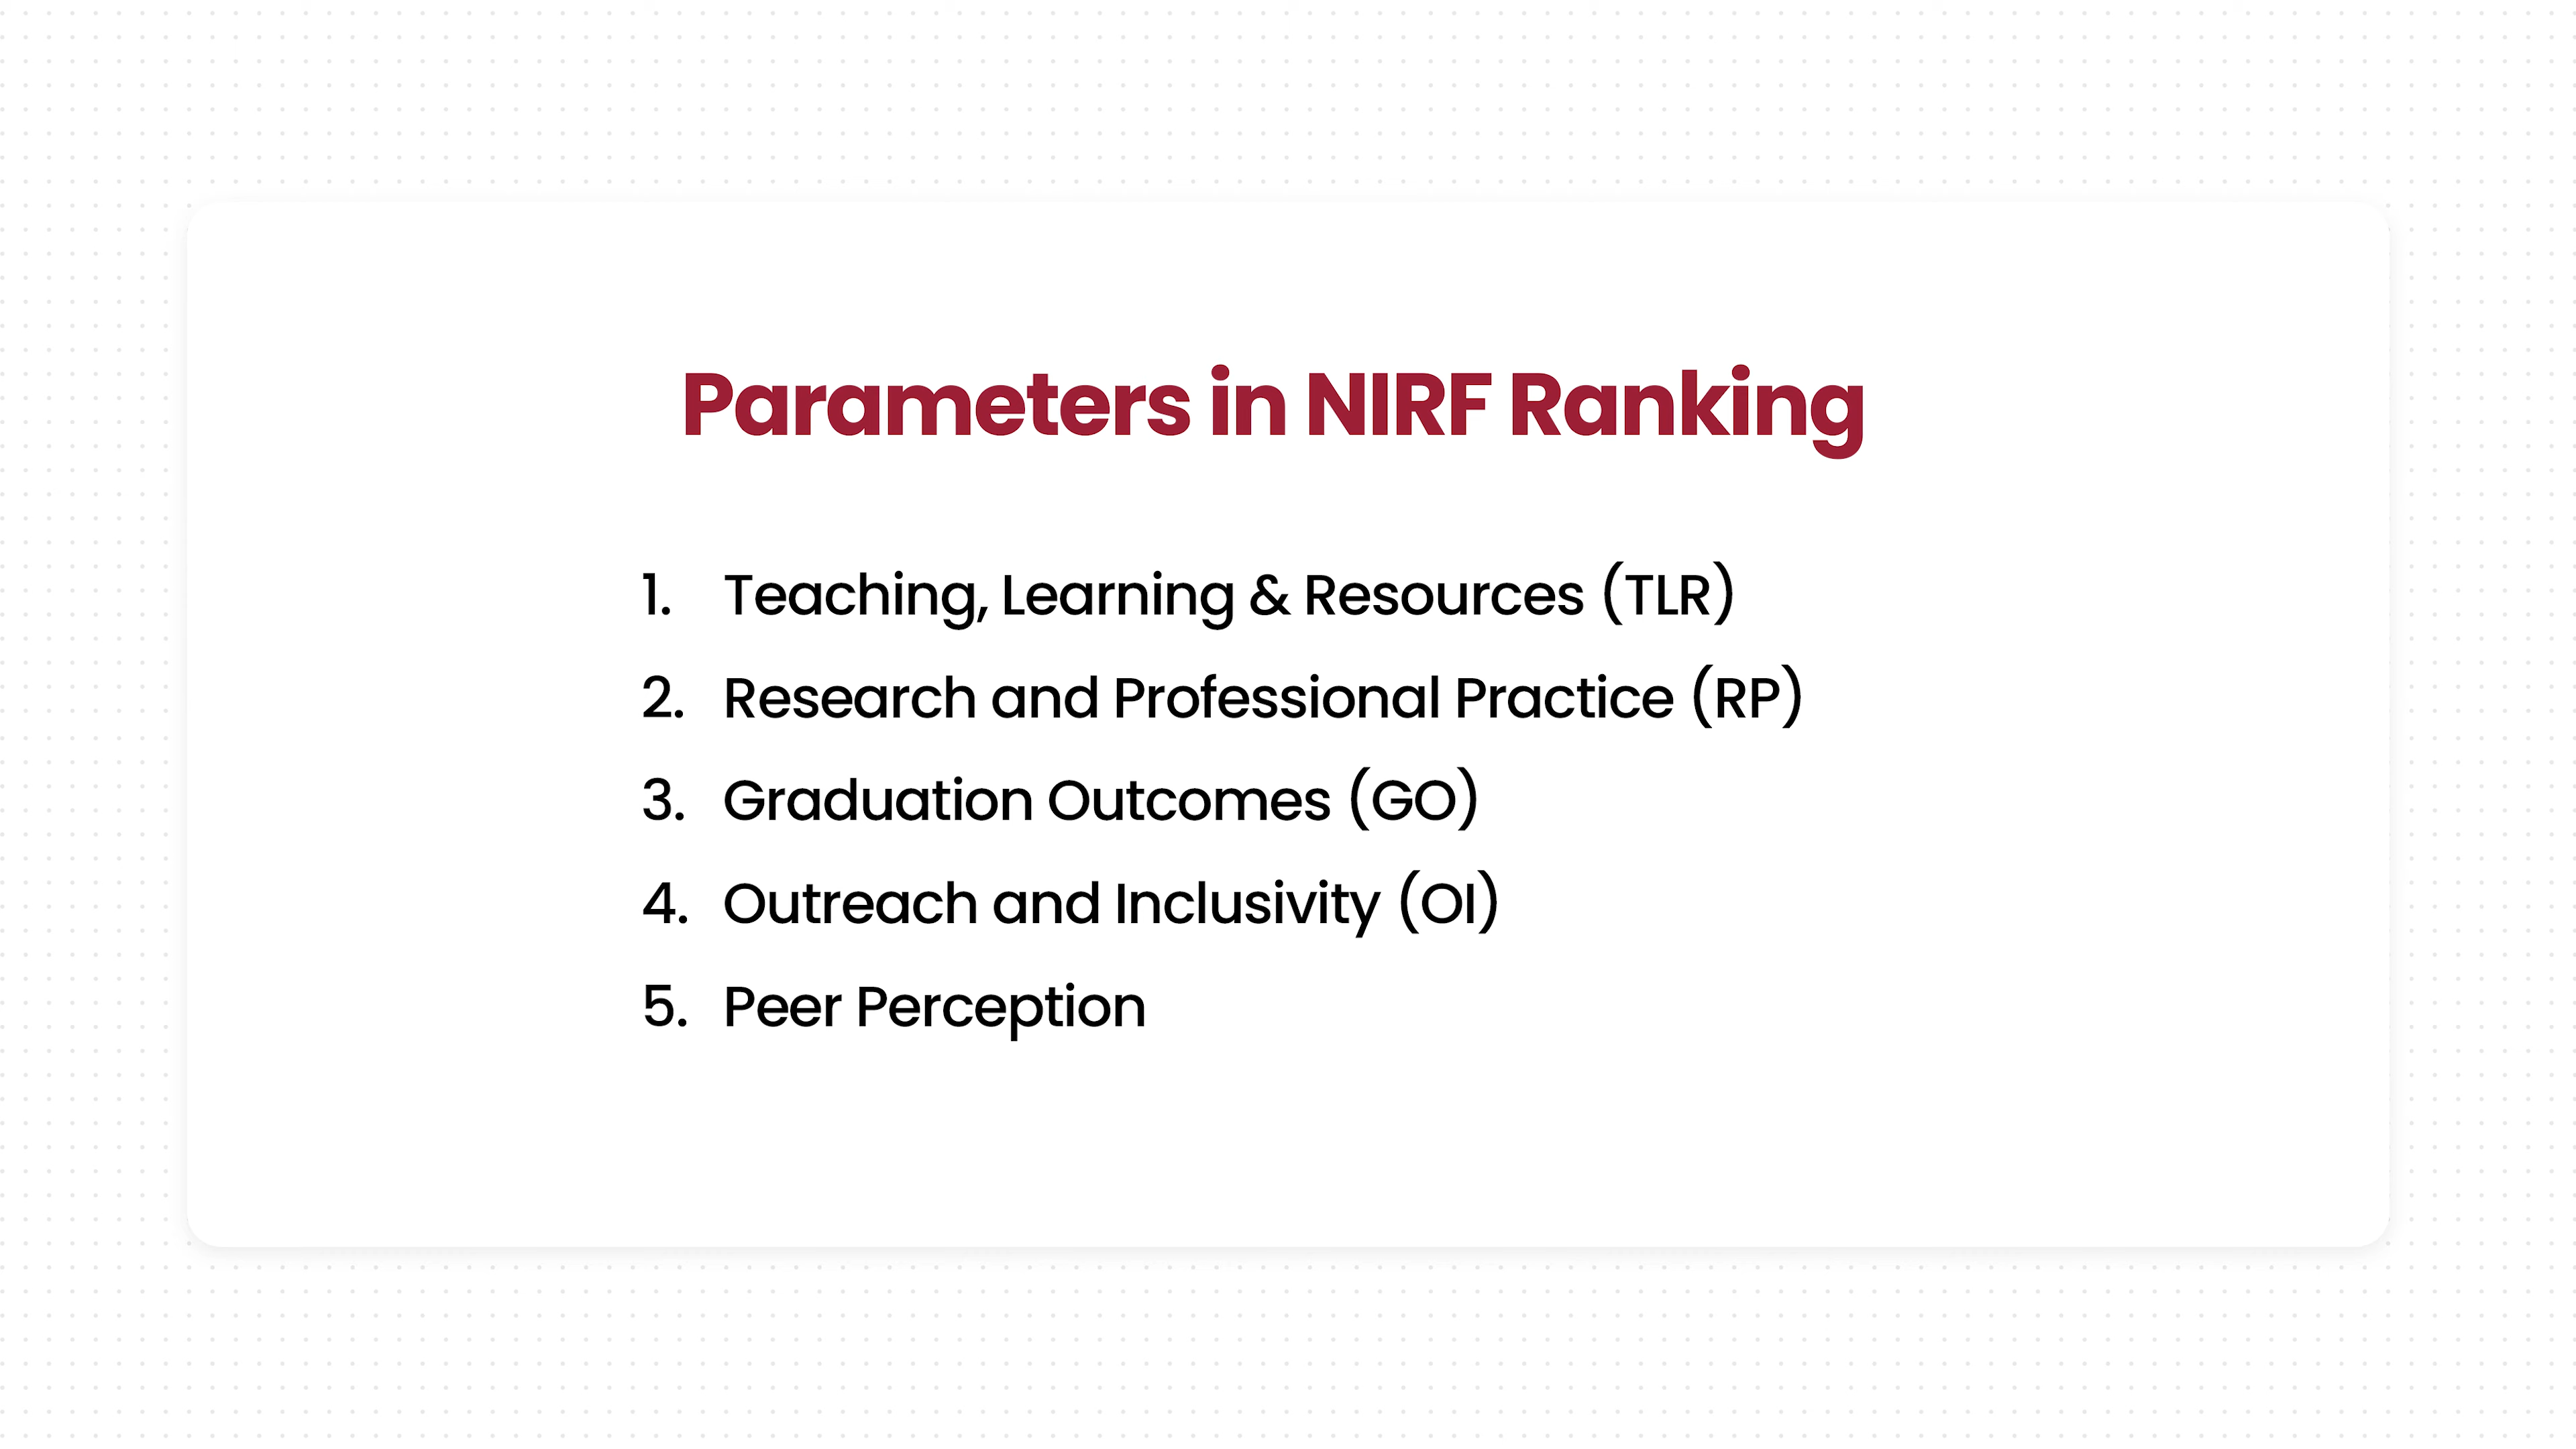 Parameters in NIRF Ranking
1. Teaching, Learning & Resources (TLR)
2. Research and Professional Practice (RP)
3. Graduation Outcomes (GO)
4. Outreach and Inclusivity (OI)
5. Peer Perception